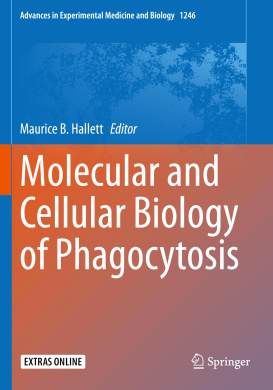 Advances in Experimental Medicine and Biology 1246
Maurice B. Hallett Editor
Molecular and
Cellular Biology
of Phagocytosis
EXTRAS ONLINE
Springer